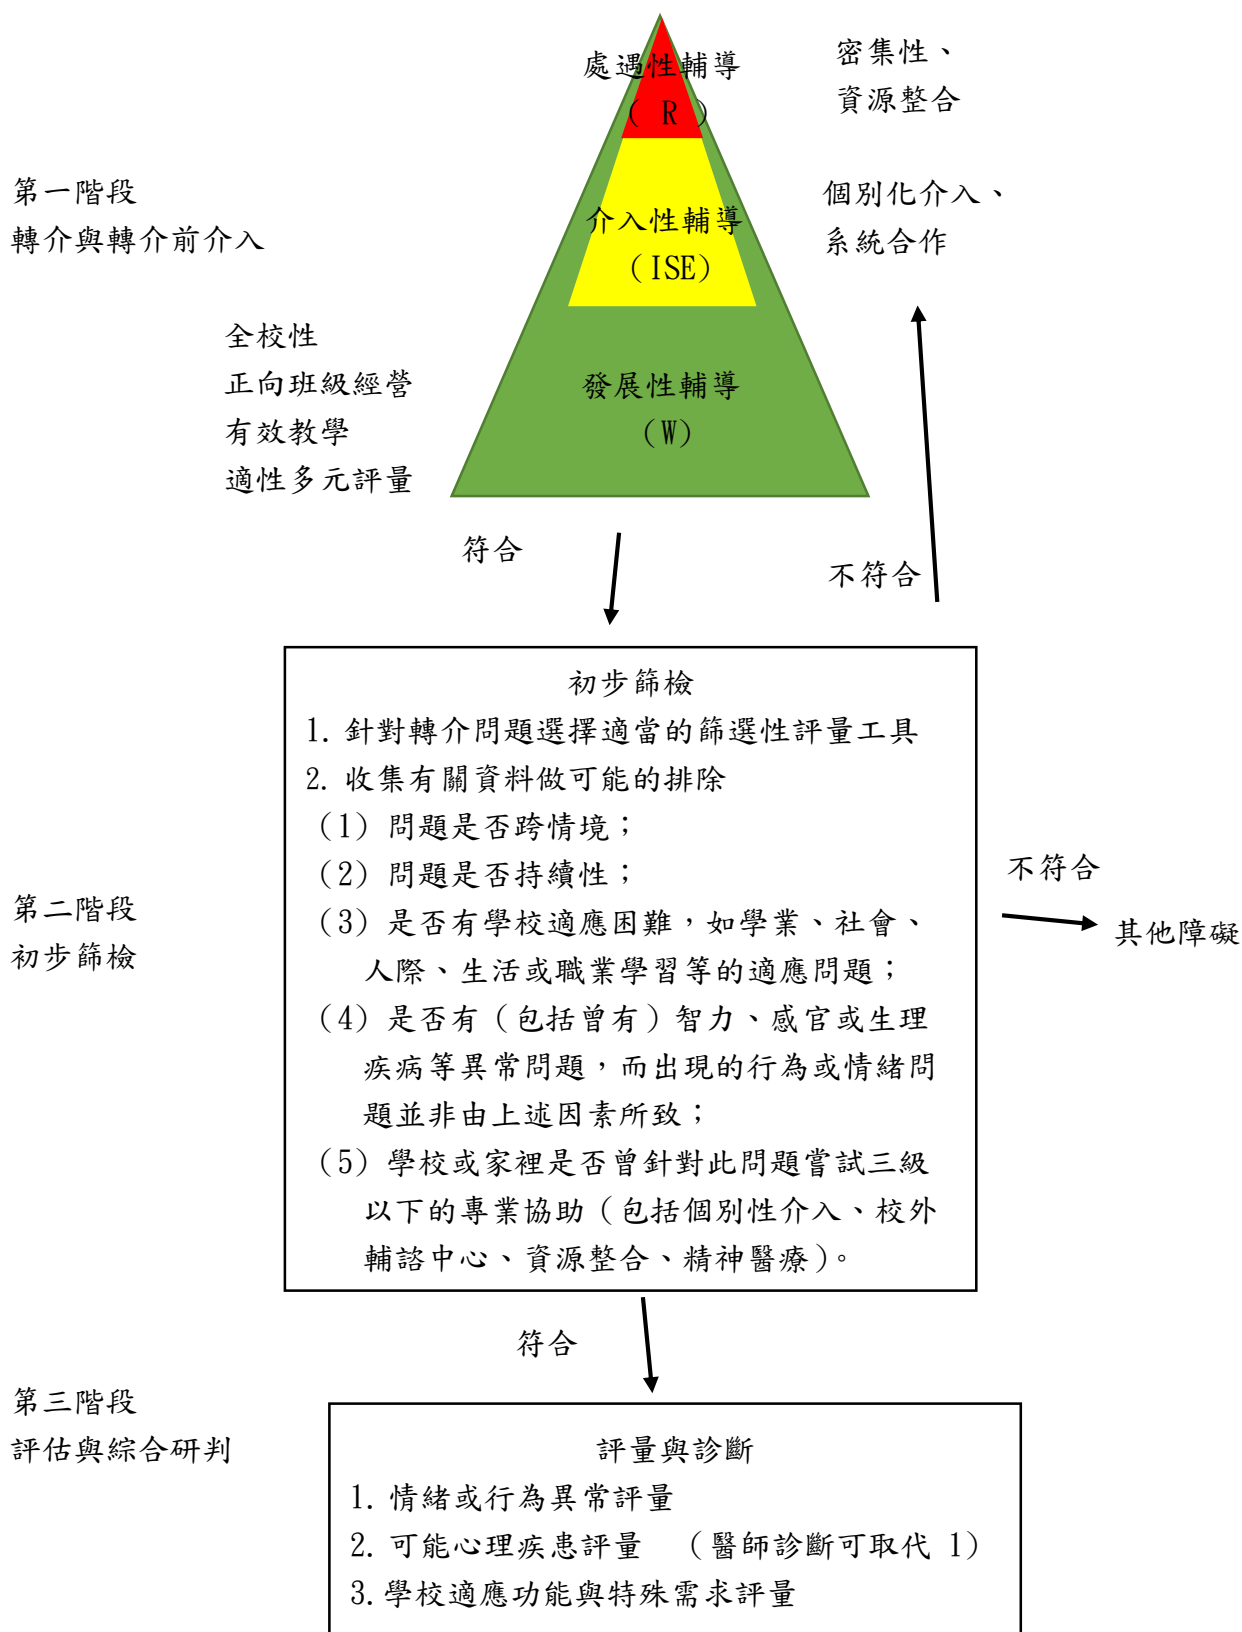 處遇性輔導
( R )
密集性、
資源整合
第一階段
轉介與轉介前介入
介入性輔導
(ISE)
個別化介入、
系統合作
全校性
正向班級經營
有效教學
適性多元評量
發展性輔導
(W)
符合
不符合
初步篩檢
1. 針對轉介問題選擇適當的篩選性評量工具
2. 收集有關資料做可能的排除
(1) 問題是否跨情境；
(2) 問題是否持續性；
(3) 是否有學校適應困難，如學業、社會、
人際、生活或職業學習等的適應問題；
(4) 是否有（包括曾有）智力、感官或生理
疾病等異常問題，而出現的行為或情緒問
題並非由上述因素所致；
(5) 學校或家裡是否曾針對此問題嘗試三級
以下的專業協助（包括個別性介入、校外
輔諮中心、資源整合、精神醫療）。
第二階段
初步篩檢
不符合
其他障礙
符合
第三階段
評估與綜合研判
評量與診斷
1. 情緒或行為異常評量
2. 可能心理疾患評量 （醫師診斷可取代 1）
3. 學校適應功能與特殊需求評量